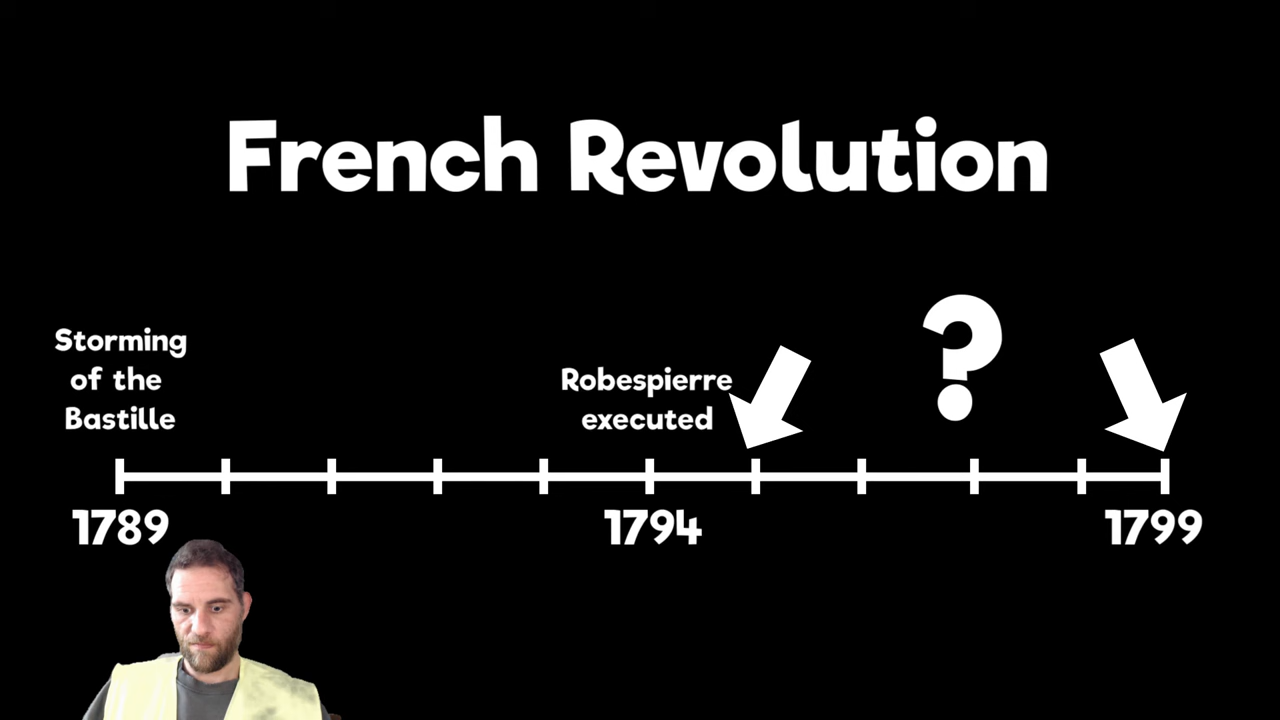 French Revolution
Storming
of the
Bastille
Robespierre
executed
?
1789
1794
1799